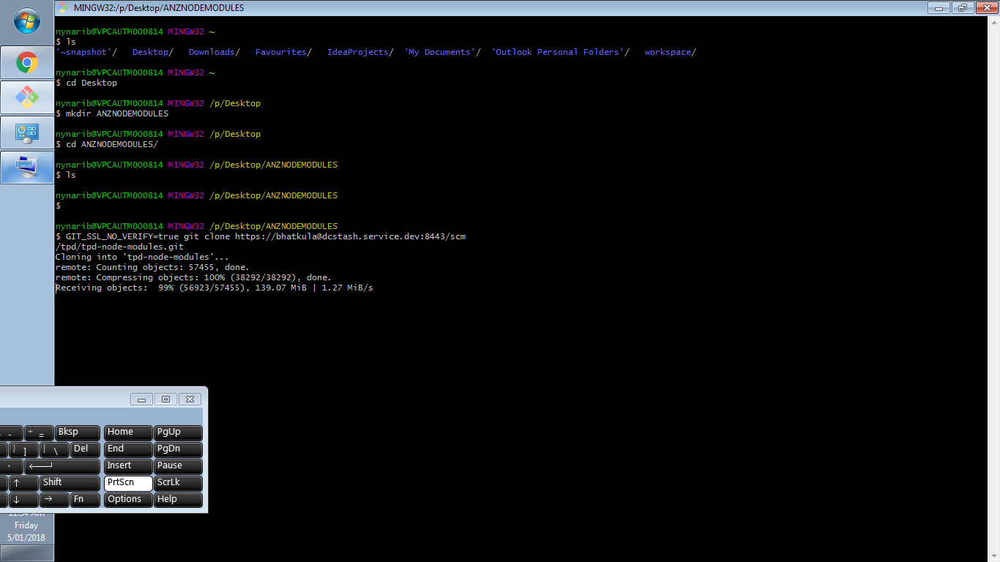 MINGW32:/p/Desktop/ANZNODEMODULES
nynarib@VPCAUTM000814 MINGW32 ~
$ ls
'~snapshot'/ Desktop/ Downloads/ Favourites/ IdeaProjects/ 'My Documents'/ 'Outlook Personal Folders'/ workspace/
nynarib@VPCAUTM000814 MINGW32 ~
$ cd Desktop
nynarib@VPCAUTM000814 MINGW32 /p/Desktop
$ mkdir ANZNODEMODULES
nynarib@VPCAUTM000814 MINGW32 /p/Desktop
$ cd ANZNODEMODULES/
nynarib@VPCAUTM000814 MINGW32 /p/Desktop/ANZNODEMODULES
$ ls
nynarib@VPCAUTM000814 MINGW32 /p/Desktop/ANZNODEMODULES
$
nynarib@VPCAUTM000814 MINGW32 /p/Desktop/ANZNODEMODULES
$ GIT_SSL_NO_VERIFY=true git clone https://bhatkula@dcstash.service.dev:8443/scm
/tpd/tpd-node-modules.git
Cloning into 'tpd-node-modules'...
remote: Counting objects: 57455, done.
remote: Compressing objects: 100% (38292/38292), done.
Receiving objects:  99% (56923/57455), 139.07 MiB | 1.27 MiB/s
- + = Bksp Home PgUp
} ] | \ Del End PgDn
' Insert Pause
↑ Shift PrtScn ScrLk
↓ → Fn Options Help
Friday
5/01/2018